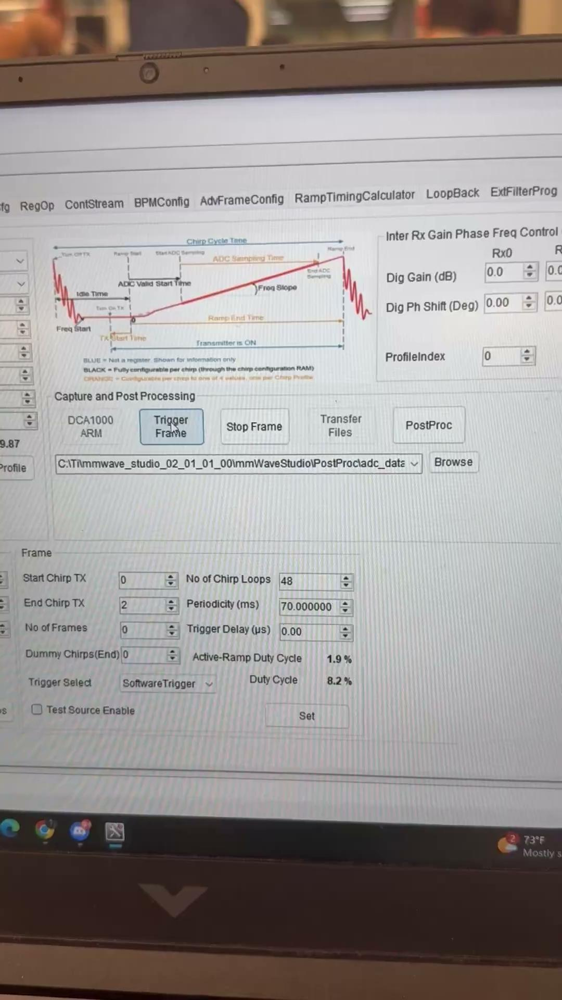 fg RegOp ContStream BPMConfig AdvFrameConfig RampTimingCalculator LoopBack ExtFilterProg
Chirp Cycle Time
Turn Off TX Ramp Start Start ADC Sampling Ramp End
ADC Sampling Time
End ADC
Sampling
ADC Valid Start Time
Freq Slope
Idle Time
Turn On TX
0
Ramp End Time
Freq Start
TX Start Time
Transmitter is ON
BLUE = Not a register. Shown for information only
BLACK = Fully configurable per chirp (through the chirp configuration RAM)
ORANGE = Configurable per chirp to one of 4 values, one per Chirp Profile
Inter Rx Gain Phase Freq Control
Rx0 R
Dig Gain (dB) 0.0 0.0
Dig Ph Shift (Deg) 0.00 0.0
ProfileIndex 0
9.87
Profile
Capture and Post Processing
DCA1000
ARM
Trigger
Frame
Stop Frame
Transfer
Files
PostProc
C:\Ti\mmwave_studio_02_01_01_00\mmWaveStudio\PostProc\adc_data
Browse
Frame
Start Chirp TX 0 No of Chirp Loops 48
End Chirp TX 2 Periodicity (ms) 70.000000
No of Frames 0 Trigger Delay (µs) 0.00
Dummy Chirps(End) 0 Active-Ramp Duty Cycle 1.9 %
Trigger Select SoftwareTrigger Duty Cycle 8.2 %
Test Source Enable Set
2
73°F
Mostly s